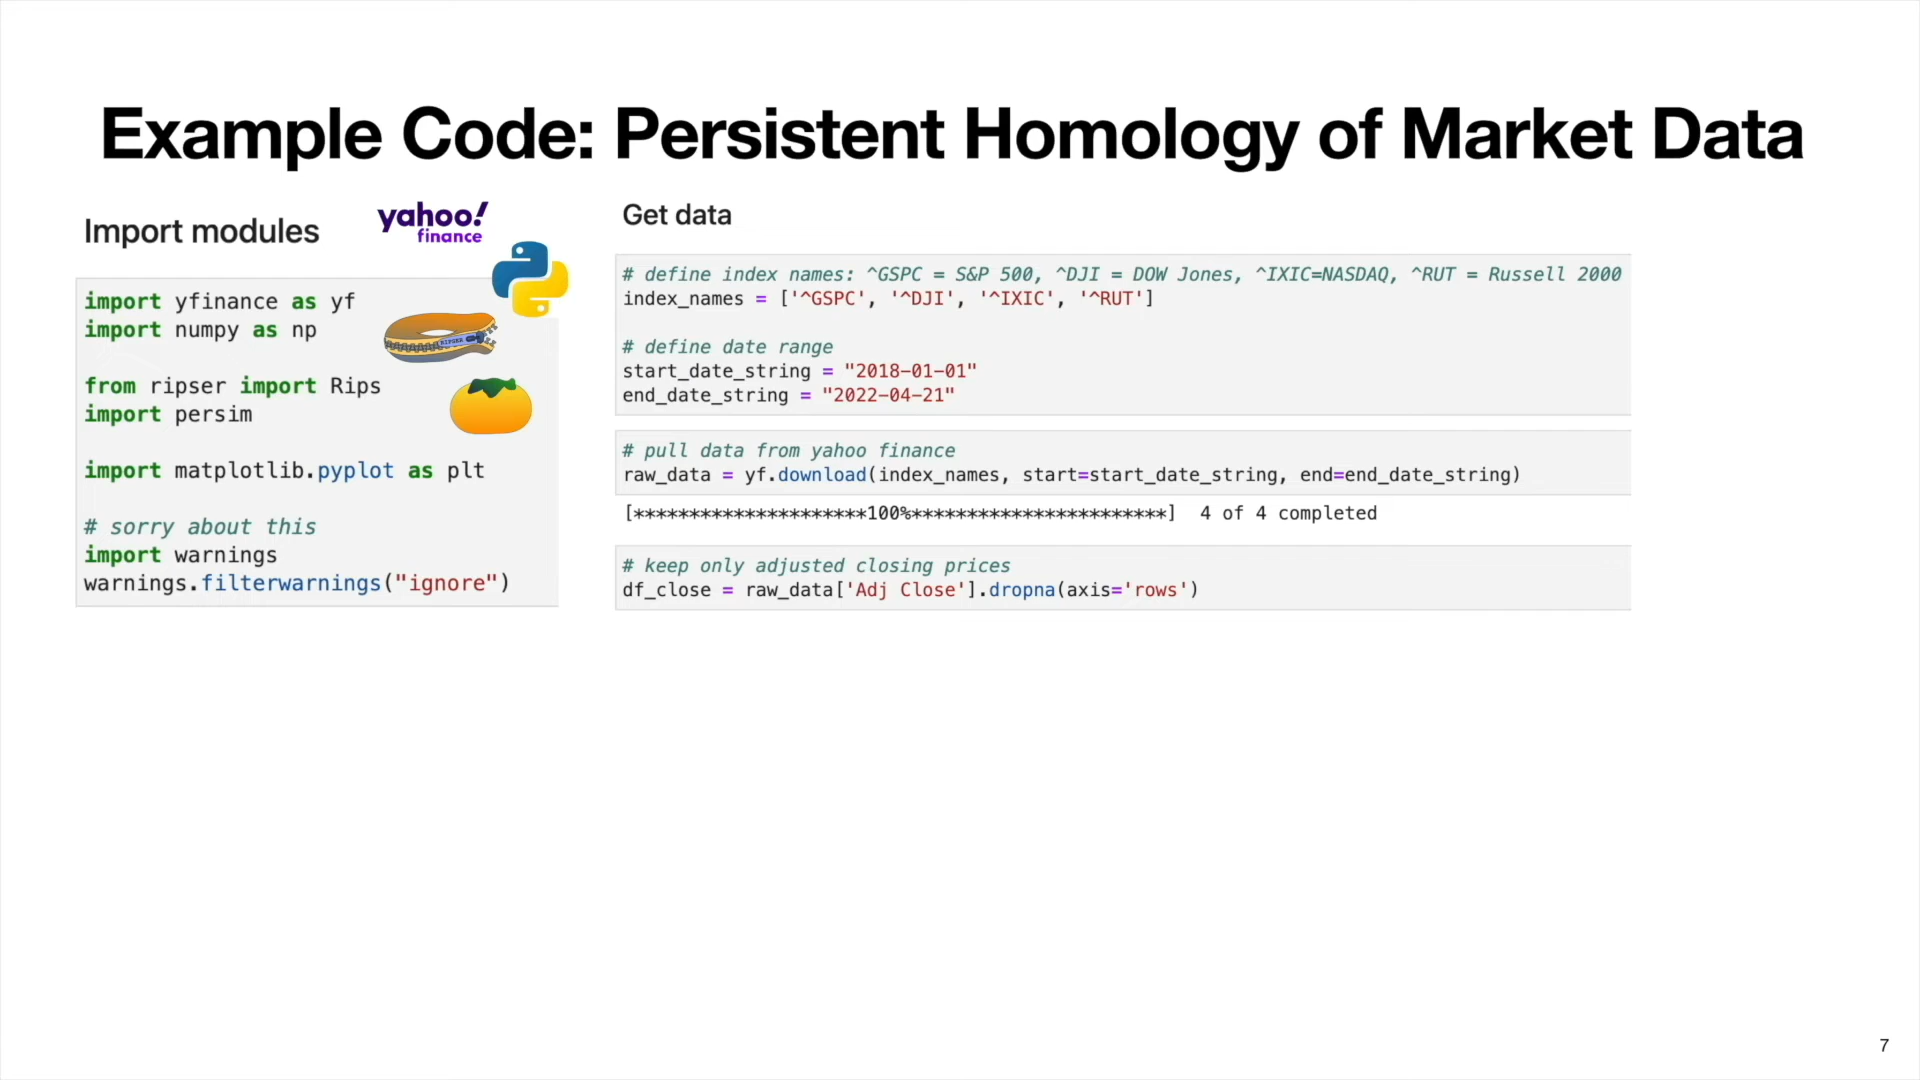 Example Code: Persistent Homology of Market Data
Import modules
yahoo!
finance
import yfinance as yf
import numpy as np
RIPSER
from ripser import Rips
import persim
import matplotlib.pyplot as plt
# sorry about this
import warnings
warnings.filterwarnings("ignore")
Get data
# define index names: ^GSPC = S&P 500, ^DJI = DOW Jones, ^IXIC=NASDAQ, ^RUT = Russell 2000
index_names = ['^GSPC', '^DJI', '^IXIC', '^RUT']
# define date range
start_date_string = "2018-01-01"
end_date_string = "2022-04-21"
# pull data from yahoo finance
raw_data = yf.download(index_names, start=start_date_string, end=end_date_string)
[*********************100%***********************]  4 of 4 completed
# keep only adjusted closing prices
df_close = raw_data['Adj Close'].dropna(axis='rows')
7